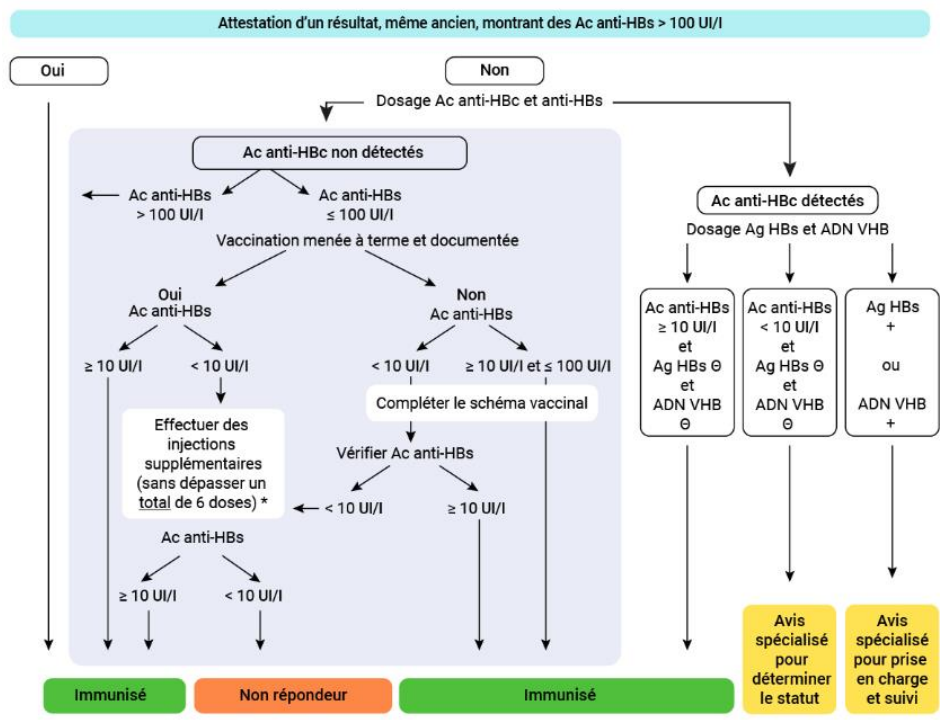 Attestation d'un résultat, même ancien, montrant des Ac anti-HBs > 100 UI/l
Oui
Non
Dosage Ac anti-HBc et anti-HBs
Ac anti-HBc non détectés
Ac anti-HBs
> 100 UI/l
Ac anti-HBs
≤ 100 UI/l
Vaccination menée à terme et documentée
Oui
Ac anti-HBs
≥ 10 UI/l
< 10 UI/l
Effectuer des
injections
supplémentaires
(sans dépasser un
total de 6 doses) *
Ac anti-HBs
≥ 10 UI/l
< 10 UI/l
Non
Ac anti-HBs
< 10 UI/l
≥ 10 UI/l et ≤ 100 UI/l
Compléter le schéma vaccinal
Vérifier Ac anti-HBs
< 10 UI/l
≥ 10 UI/l
Ac anti-HBc détectés
Dosage Ag HBs et ADN VHB
Ac anti-HBs
≥ 10 UI/l
et
Ag HBs Θ
et
ADN VHB
Θ
Ac anti-HBs
< 10 UI/l
et
Ag HBs Θ
et
ADN VHB
Θ
Ag HBs
+
ou
ADN VHB
+
Immunisé
Non répondeur
Immunisé
Avis
spécialisé
pour
déterminer
le statut
Avis
spécialisé
pour prise
en charge
et suivi